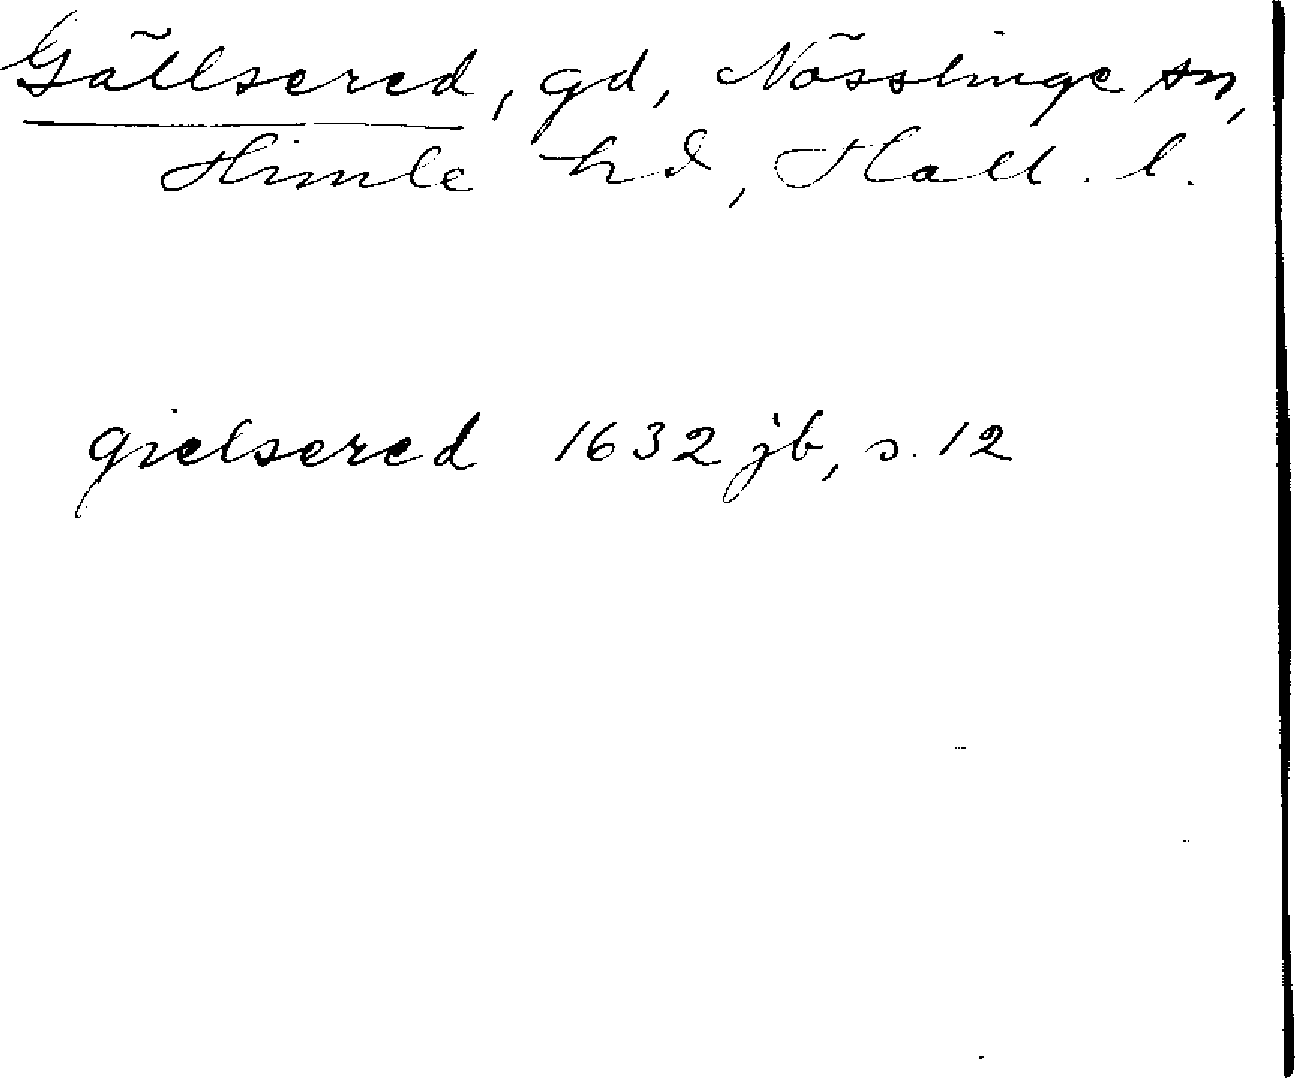 Gällsered, gd, Nösslinge sn,
Himle hd, Hall. l.
gielsered 1632 jb, s. 12